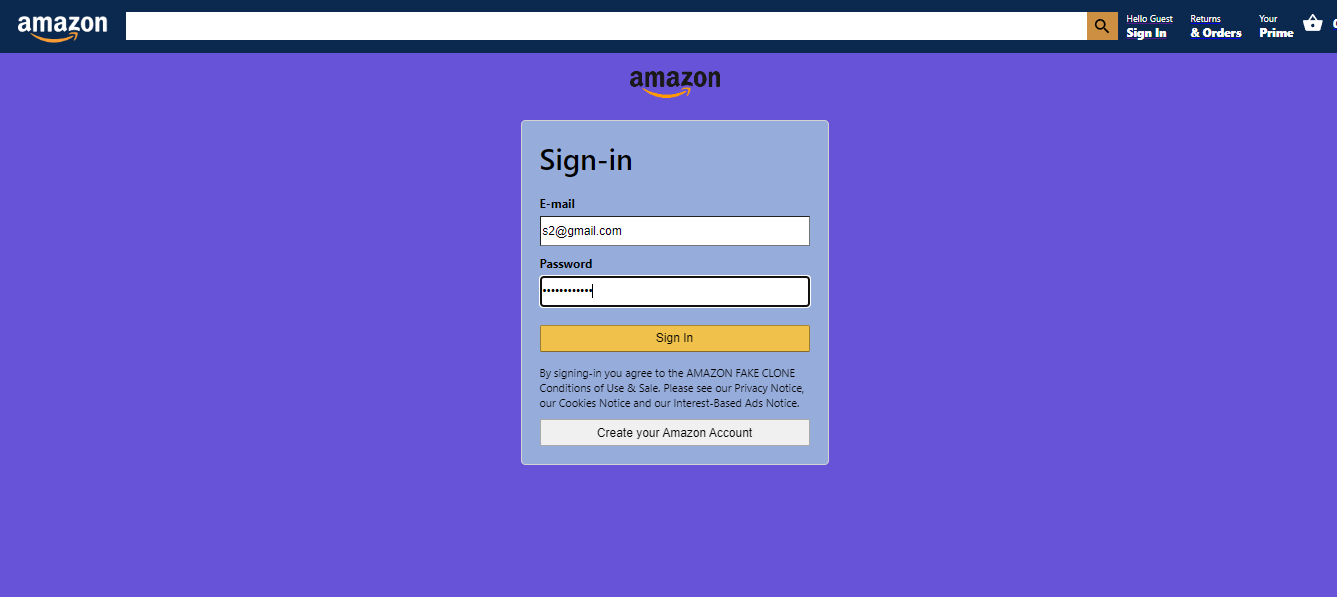 amazon
Hello Guest
Sign In
Returns
& Orders
Your
Prime
amazon
Sign-in
E-mail
s2@gmail.com
Password
••••••••••••
Sign In
By signing-in you agree to the AMAZON FAKE CLONE
Conditions of Use & Sale. Please see our Privacy Notice,
our Cookies Notice and our Interest-Based Ads Notice.
Create your Amazon Account